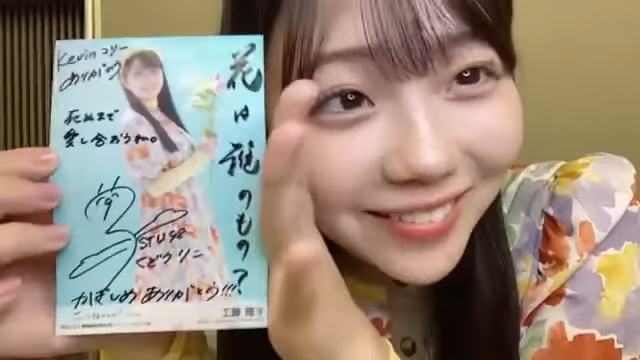 Kevinコリー
ありがとう
死ぬまで
愛し合おうね。
花は誰のもの?
STU48
くどうりこ
かざしめ ありがとう!!!
工藤理子